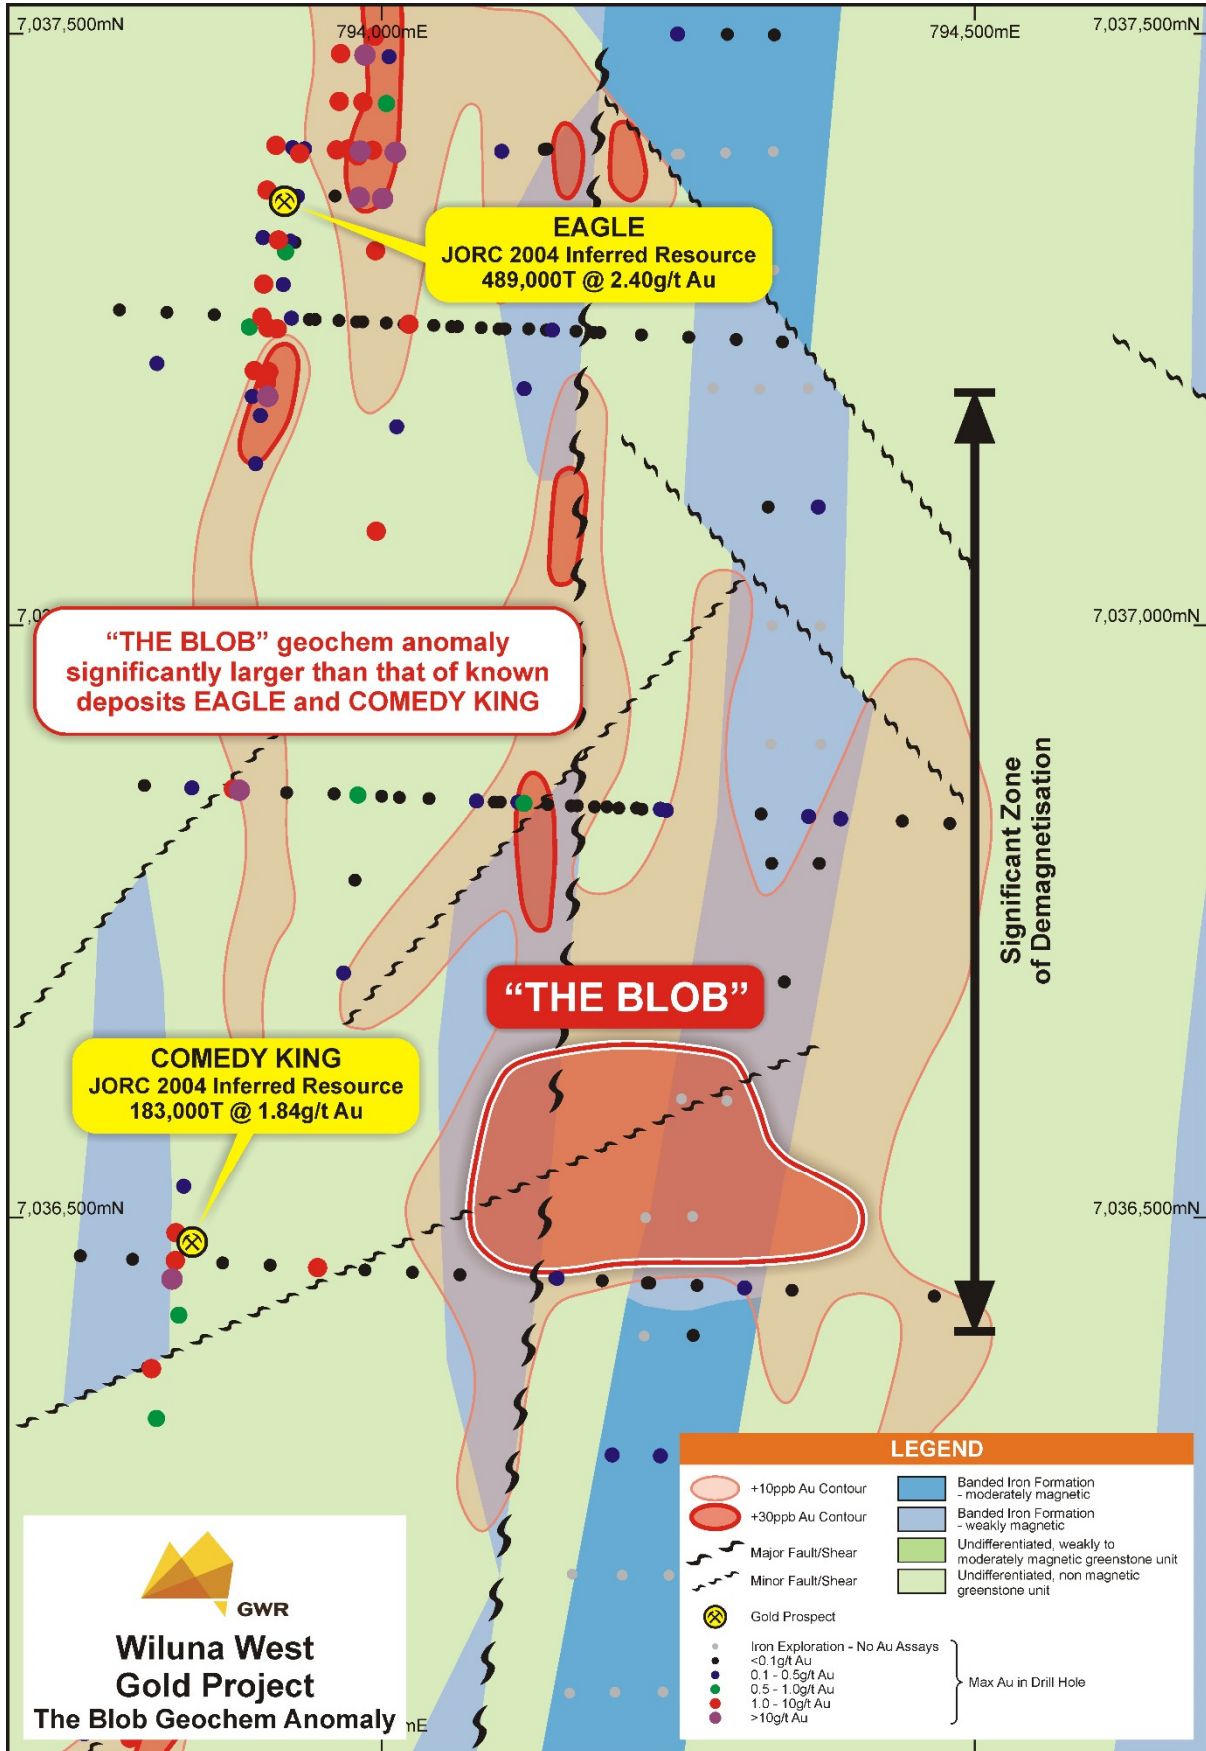 7,037,500mN
794,000mE
794,500mE
7,037,500mN
EAGLE
JORC 2004 Inferred Resource
489,000T @ 2.40g/t Au
7,037,000mN
“THE BLOB” geochem anomaly
significantly larger than that of known
deposits EAGLE and COMEDY KING
Significant Zone
of Demagnetisation
“THE BLOB”
COMEDY KING
JORC 2004 Inferred Resource
183,000T @ 1.84g/t Au
7,036,500mN
7,036,500mN
LEGEND
+10ppb Au Contour
+30ppb Au Contour
Major Fault/Shear
Minor Fault/Shear
Gold Prospect
Iron Exploration - No Au Assays
<0.1g/t Au
0.1 - 0.5g/t Au
0.5 - 1.0g/t Au
1.0 - 10g/t Au
>10g/t Au
Max Au in Drill Hole
Banded Iron Formation
- moderately magnetic
Banded Iron Formation
- weakly magnetic
Undifferentiated, weakly to
moderately magnetic greenstone unit
Undifferentiated, non magnetic
greenstone unit
GWR
Wiluna West
Gold Project
The Blob Geochem Anomaly